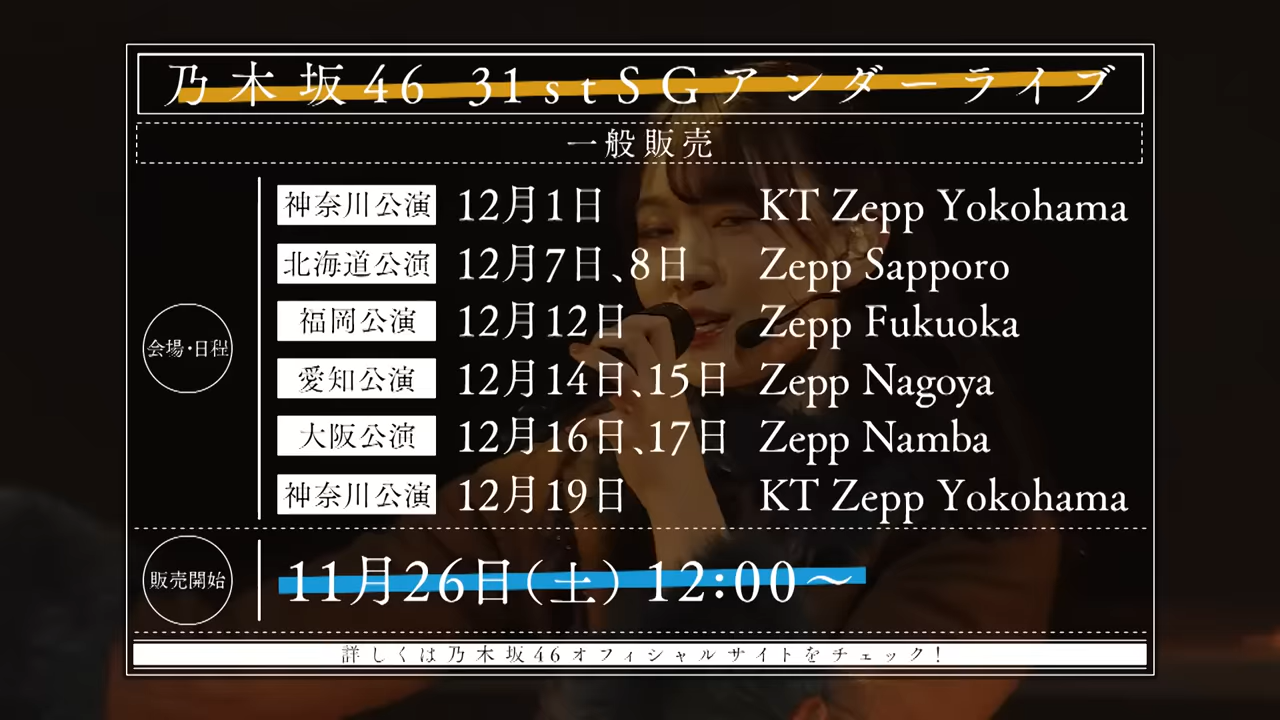 乃木坂46 31stSGアンダーライブ
一般販売
会場・日程
神奈川公演 12月1日 KT Zepp Yokohama
北海道公演 12月7日、8日 Zepp Sapporo
福岡公演 12月12日 Zepp Fukuoka
愛知公演 12月14日、15日 Zepp Nagoya
大阪公演 12月16日、17日 Zepp Namba
神奈川公演 12月19日 KT Zepp Yokohama
販売開始 11月26日(土) 12:00～
詳しくは乃木坂46オフィシャルサイトをチェック!